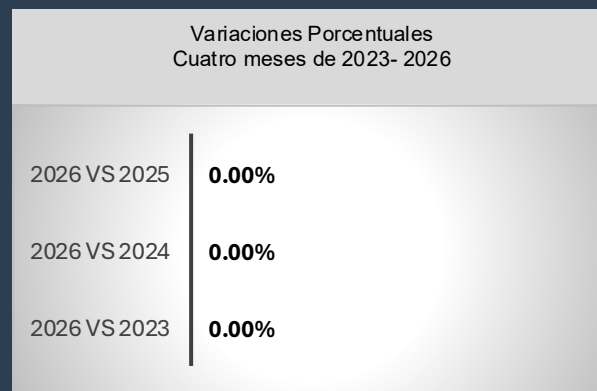 Variaciones Porcentuales
Cuatro meses de 2023- 2026
2026 VS 2025 0.00%
2026 VS 2024 0.00%
2026 VS 2023 0.00%